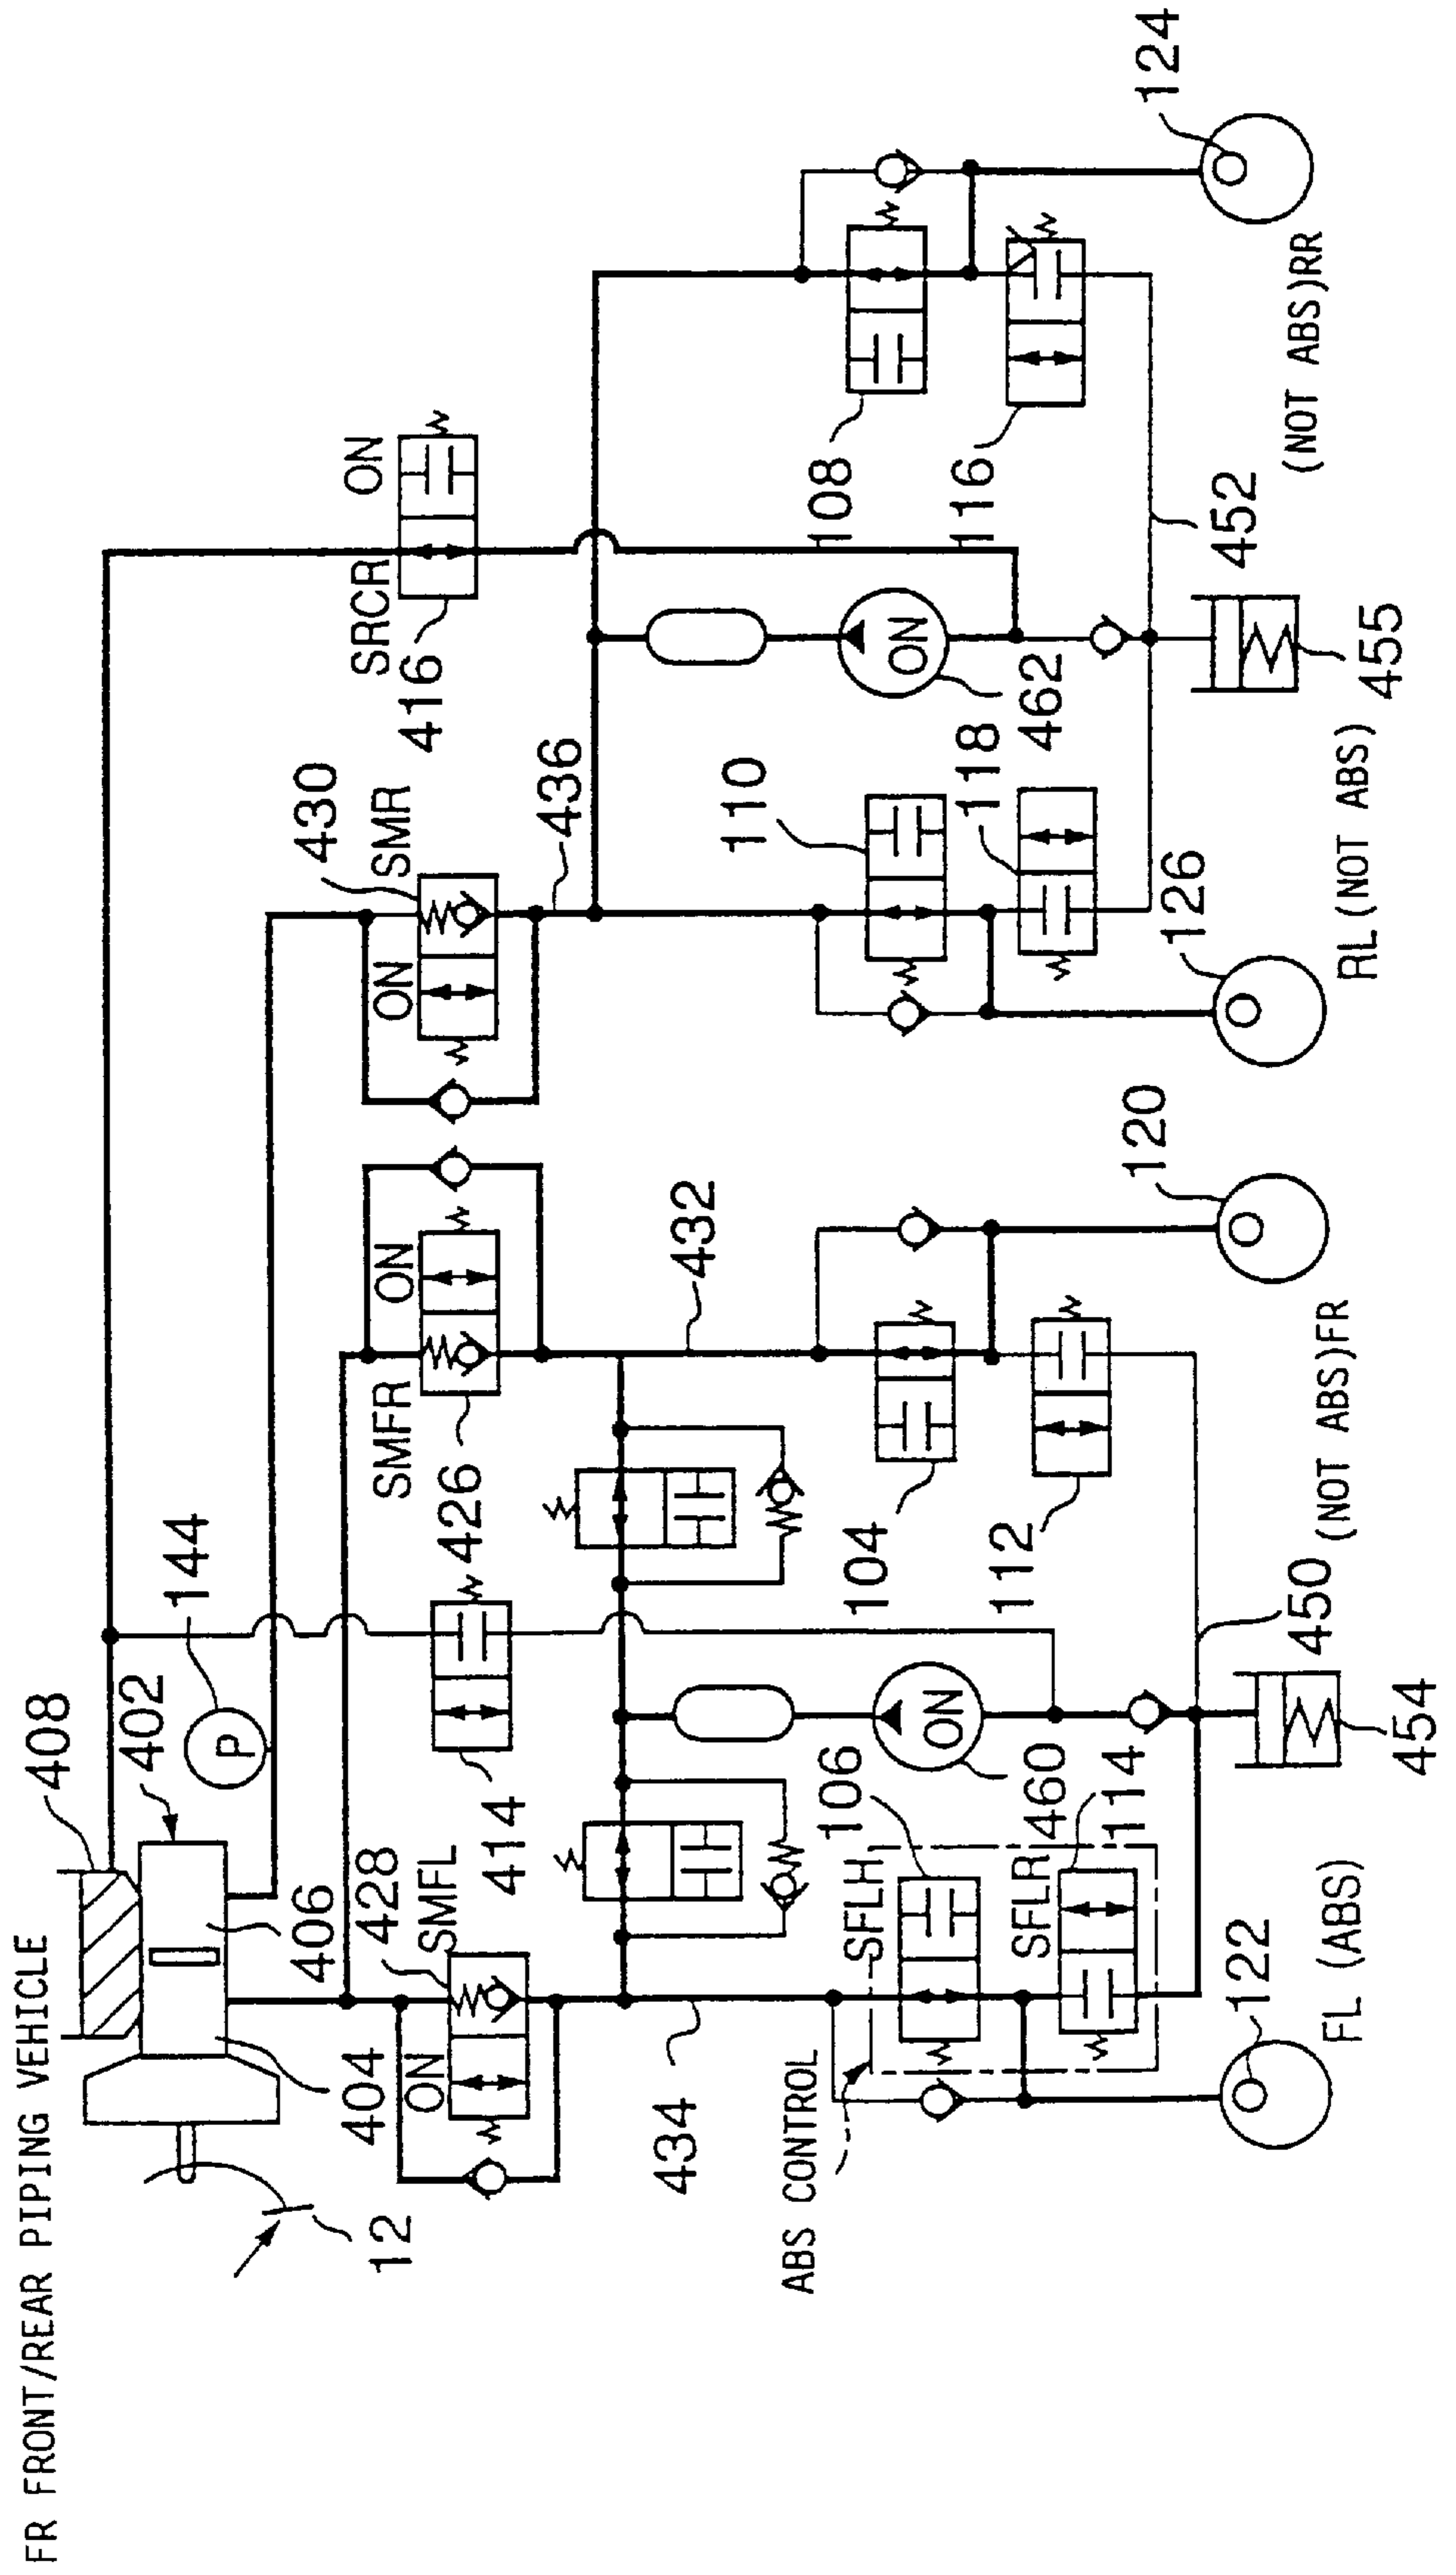 FR FRONT/REAR PIPING VEHICLE
408
402
144
P
406
404
12
430
SMR
ON
SRCR
ON
416
428
SMFL
ON
414
SMFR
ON
426
436
432
434
ABS CONTROL
SFLH
106
SFLR
114
460
ON
104
112
110
118
462
ON
108
116
120
122
124
126
450
452
454
455
FL (ABS)
(NOT ABS)FR
RL(NOT ABS)
(NOT ABS)RR